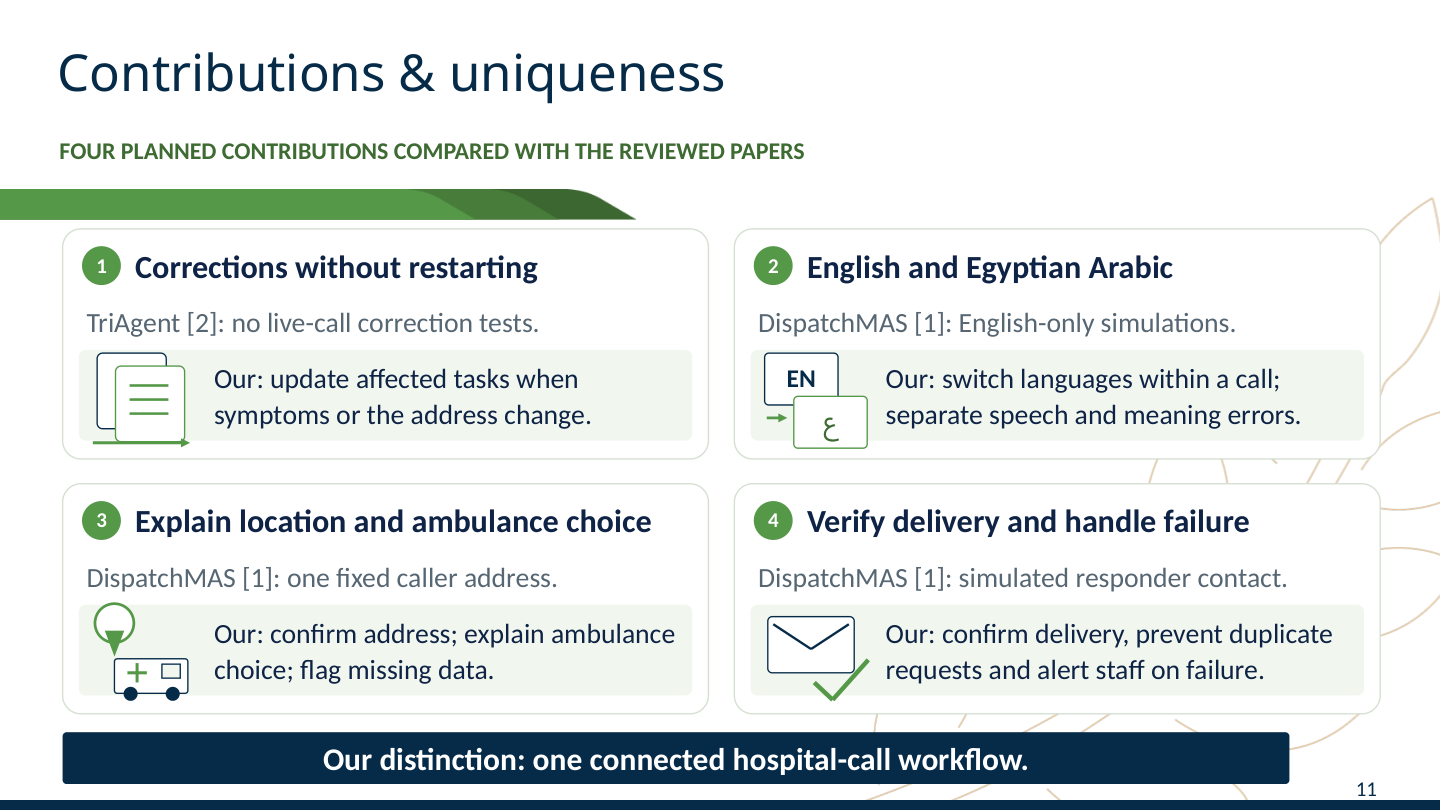 Contributions & uniqueness
FOUR PLANNED CONTRIBUTIONS COMPARED WITH THE REVIEWED PAPERS
1 Corrections without restarting
TriAgent [2]: no live-call correction tests.
Our: update affected tasks when
symptoms or the address change.
2 English and Egyptian Arabic
DispatchMAS [1]: English-only simulations.
EN
ع
Our: switch languages within a call;
separate speech and meaning errors.
3 Explain location and ambulance choice
DispatchMAS [1]: one fixed caller address.
Our: confirm address; explain ambulance
choice; flag missing data.
4 Verify delivery and handle failure
DispatchMAS [1]: simulated responder contact.
Our: confirm delivery, prevent duplicate
requests and alert staff on failure.
Our distinction: one connected hospital-call workflow.
11